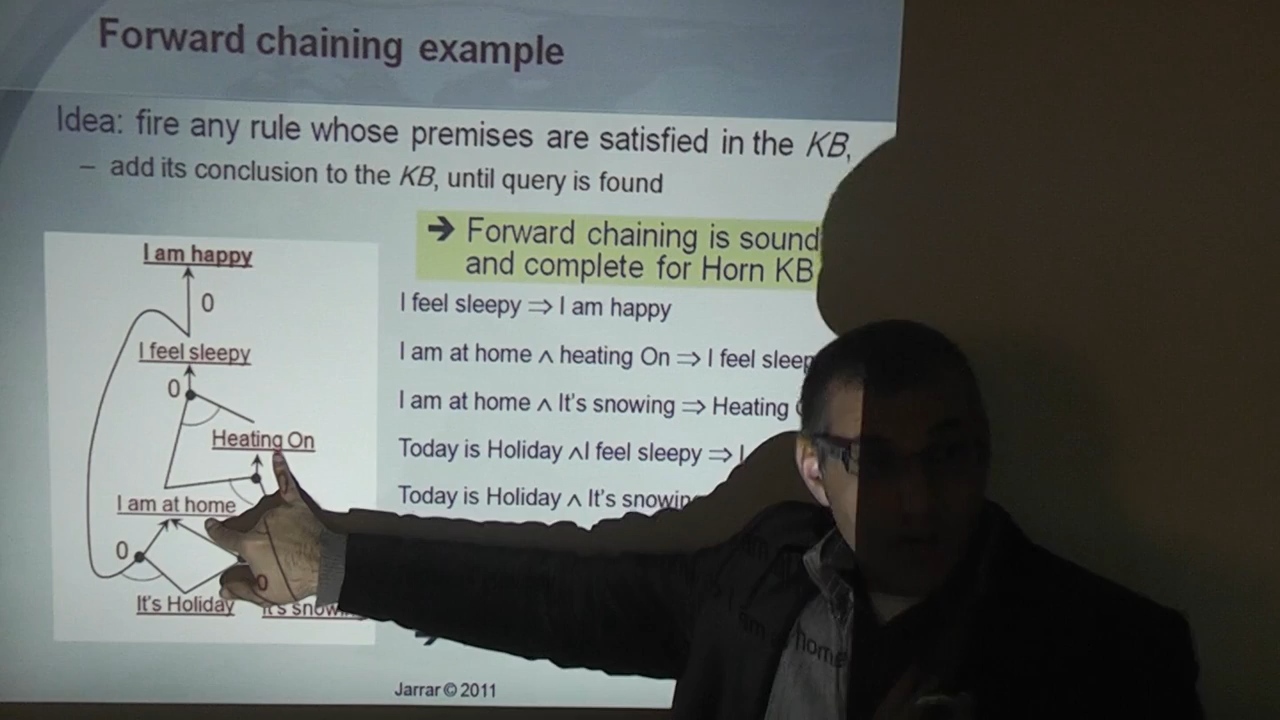 Forward chaining example
Idea: fire any rule whose premises are satisfied in the KB,
– add its conclusion to the KB, until query is found
➔ Forward chaining is sound
and complete for Horn KB
I am happy
0
I feel sleepy
0
Heating On
I am at home
0
It's Holiday
0
I feel sleepy ⇒ I am happy
I am at home ∧ heating On ⇒ I feel
I am at home ∧ It's snowing ⇒ Heating
Today is Holiday ∧I feel sleepy ⇒ I
Today is Holiday ∧ It's
home
Jarrar © 2011